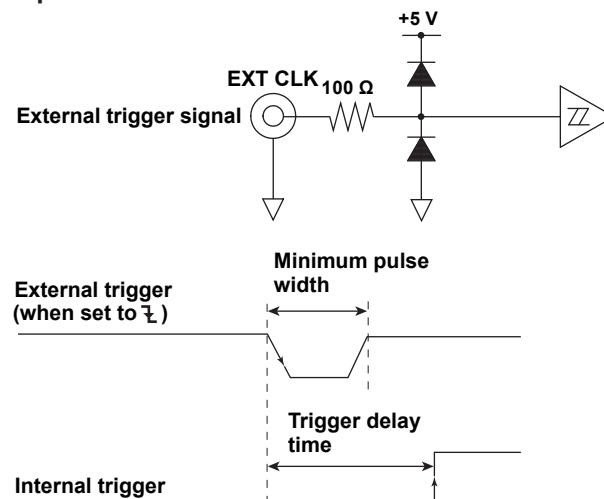 +5 V
EXT CLK
100 Ω
External trigger signal
Minimum pulse
width
External trigger
(when set to )
Trigger delay
time
Internal trigger